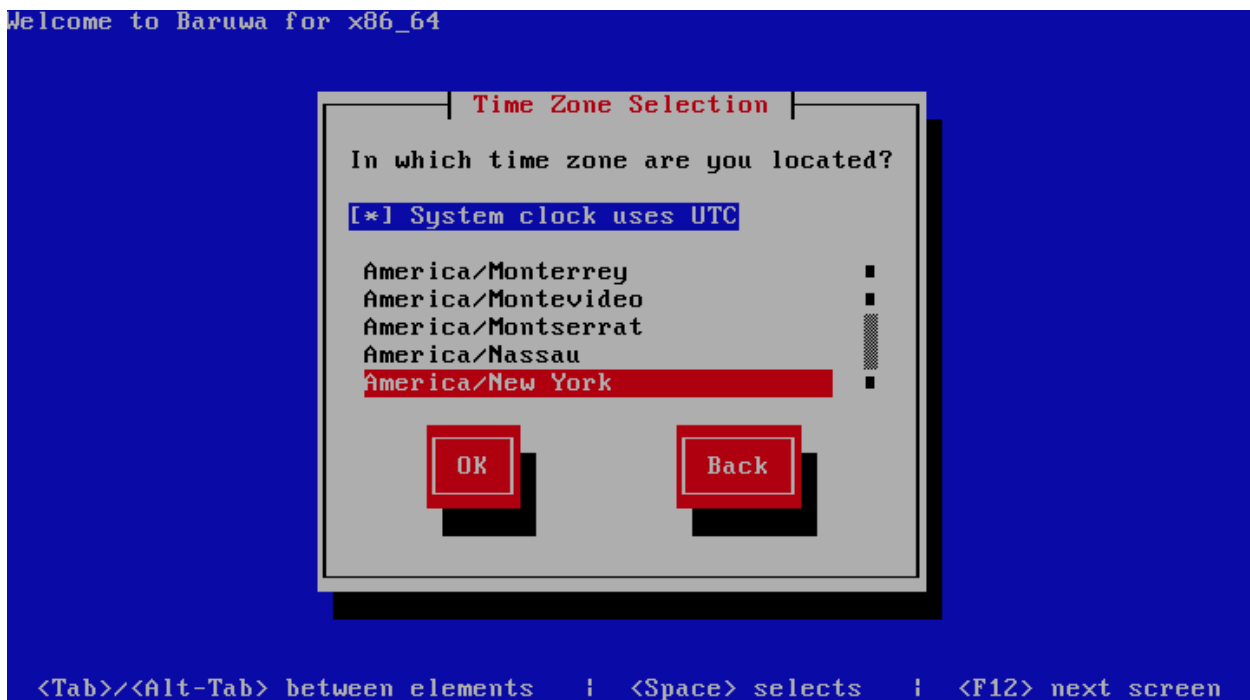 Welcome to Baruwa for x86_64
Time Zone Selection
In which time zone are you located?
[*] System clock uses UTC
America/Monterrey
America/Montevideo
America/Montserrat
America/Nassau
America/New York
OK Back
<Tab>/<Alt-Tab> between elements ¦ <Space> selects ¦ <F12> next screen